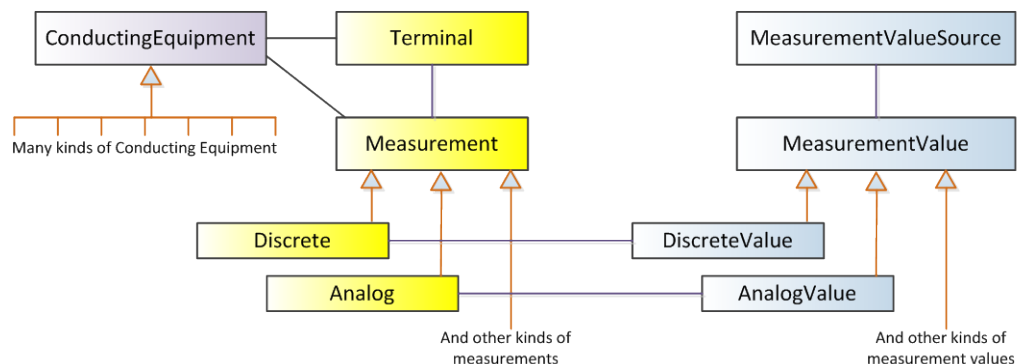 ConductingEquipment
Terminal
MeasurementValueSource
Many kinds of Conducting Equipment
Measurement
MeasurementValue
Discrete
DiscreteValue
Analog
AnalogValue
And other kinds of
measurements
And other kinds of
measurement values